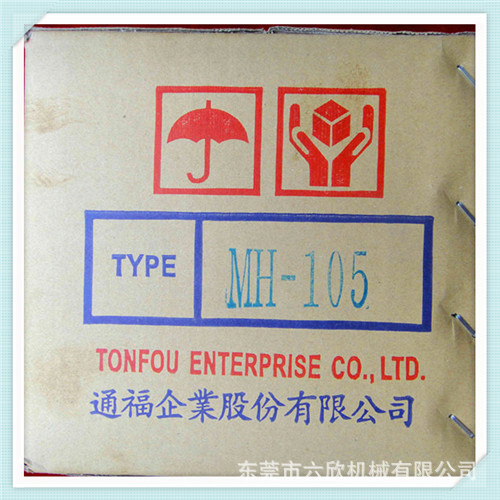 TYPE
MH-105
TONFOU ENTERPRISE CO., LTD.
通福企業股份有限公司
东莞市六欣机械有限公司